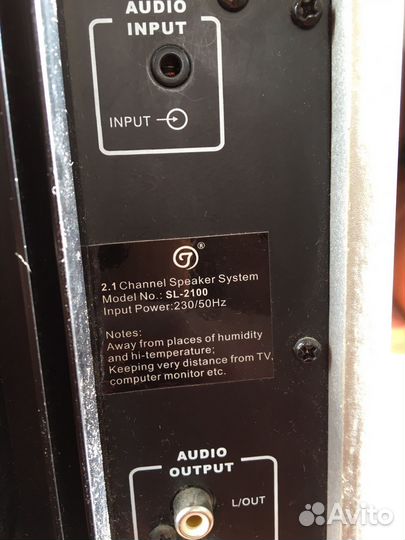 AUDIO
INPUT
INPUT
®
2.1 Channel Speaker System
Model No.: SL-2100
Input Power:230/50Hz
Notes:
Away from places of humidity
and hi-temperature;
Keeping very distance from TV,
computer monitor etc.
AUDIO
OUTPUT
L/OUT
Avito